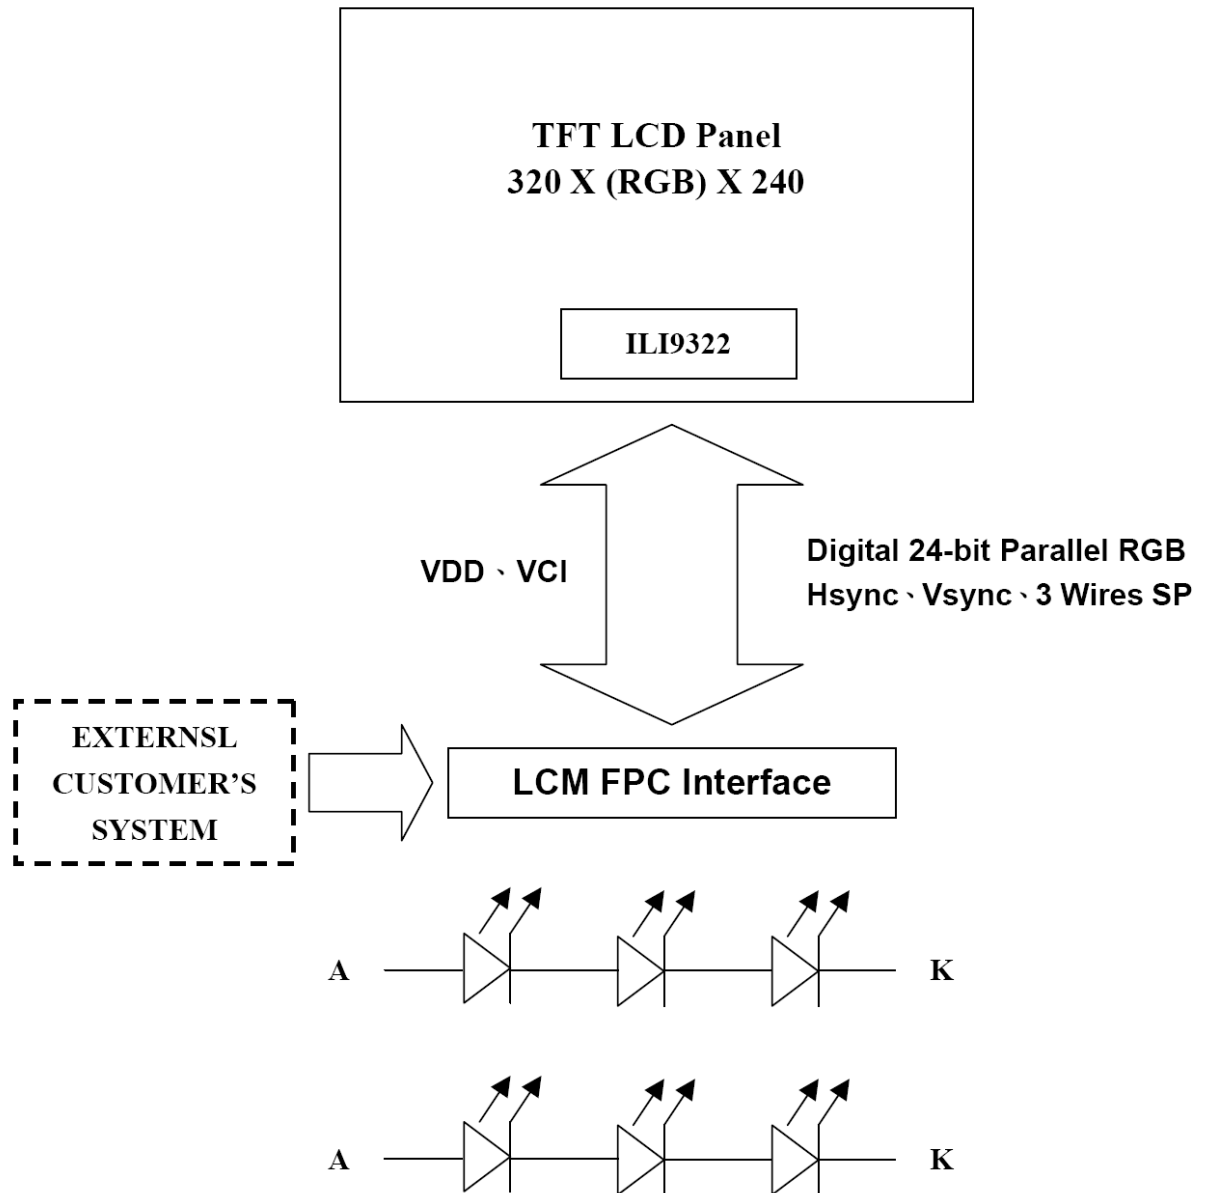 TFT LCD Panel
320 X (RGB) X 240
ILI9322
VDD、VCI
Digital 24-bit Parallel RGB
Hsync、Vsync、3 Wires SP
EXTERNSL
CUSTOMER’S
SYSTEM
LCM FPC Interface
A K
A K